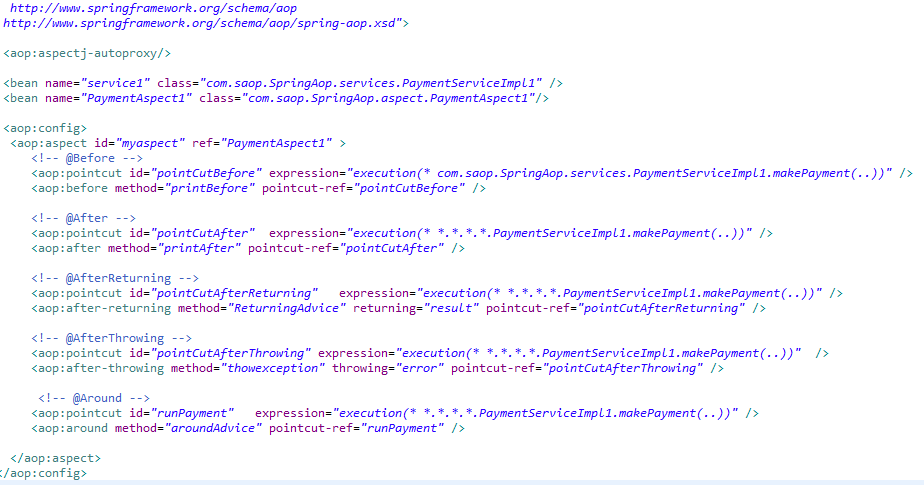 http://www.springframework.org/schema/aop
http://www.springframework.org/schema/aop/spring-aop.xsd">
<aop:aspectj-autoproxy/>
<bean name="service1" class="com.saop.SpringAop.services.PaymentServiceImpl1" />
<bean name="PaymentAspect1" class="com.saop.SpringAop.aspect.PaymentAspect1"/>
<aop:config>
<aop:aspect id="myaspect" ref="PaymentAspect1" >
<!-- @Before -->
<aop:pointcut id="pointCutBefore" expression="execution(* com.saop.SpringAop.services.PaymentServiceImpl1.makePayment(..))" />
<aop:before method="printBefore" pointcut-ref="pointCutBefore" />
<!-- @After -->
<aop:pointcut id="pointCutAfter" expression="execution(* *.*.*.*.PaymentServiceImpl1.makePayment(..))" />
<aop:after method="printAfter" pointcut-ref="pointCutAfter" />
<!-- @AfterReturning -->
<aop:pointcut id="pointCutAfterReturning" expression="execution(* *.*.*.*.PaymentServiceImpl1.makePayment(..))" />
<aop:after-returning method="ReturningAdvice" returning="result" pointcut-ref="pointCutAfterReturning" />
<!-- @AfterThrowing -->
<aop:pointcut id="pointCutAfterThrowing" expression="execution(* *.*.*.*.PaymentServiceImpl1.makePayment(..))" />
<aop:after-throwing method="thowexception" throwing="error" pointcut-ref="pointCutAfterThrowing" />
<!-- @Around -->
<aop:pointcut id="runPayment" expression="execution(* *.*.*.*.PaymentServiceImpl1.makePayment(..))" />
<aop:around method="aroundAdvice" pointcut-ref="runPayment" />
</aop:aspect>
</aop:config>